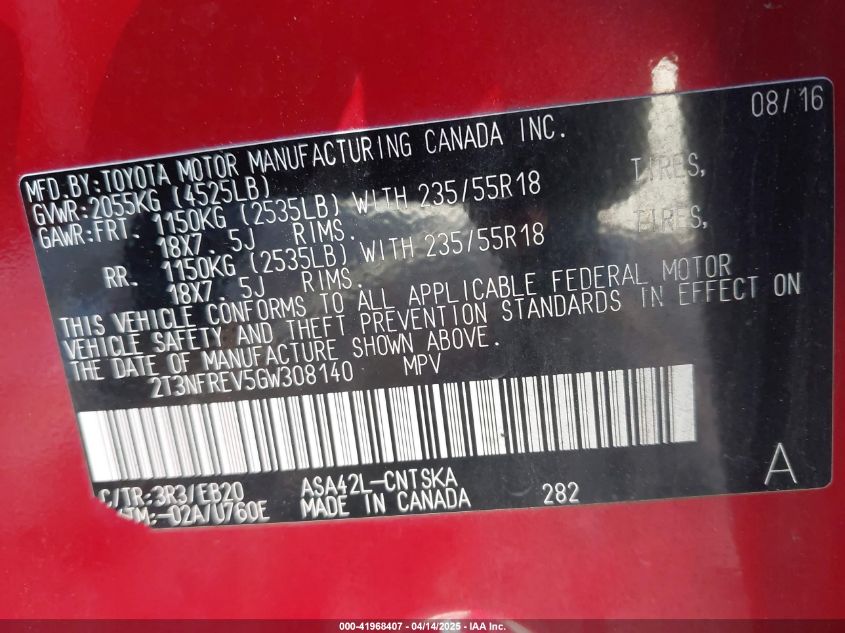 08/16
MFD.BY:TOYOTA MOTOR MANUFACTURING CANADA INC.
GVWR:2055KG (4525LB)
GAWR:FRT. 1150KG (2535LB) WITH 235/55R18 TIRES,
18X7.5J RIMS.
RR. 1150KG (2535LB) WITH 235/55R18 TIRES,
18X7.5J RIMS.
THIS VEHICLE CONFORMS TO ALL APPLICABLE FEDERAL MOTOR
VEHICLE SAFETY AND THEFT PREVENTION STANDARDS IN EFFECT ON
THE DATE OF MANUFACTURE SHOWN ABOVE.
2T3NFREV5GW308140 MPV
C/TR:3R3/EB20 ASA42L-CNTSKA
/TM:-02A/U760E MADE IN CANADA 282
A
000-41968407 - 04/14/2025 - IAA Inc.